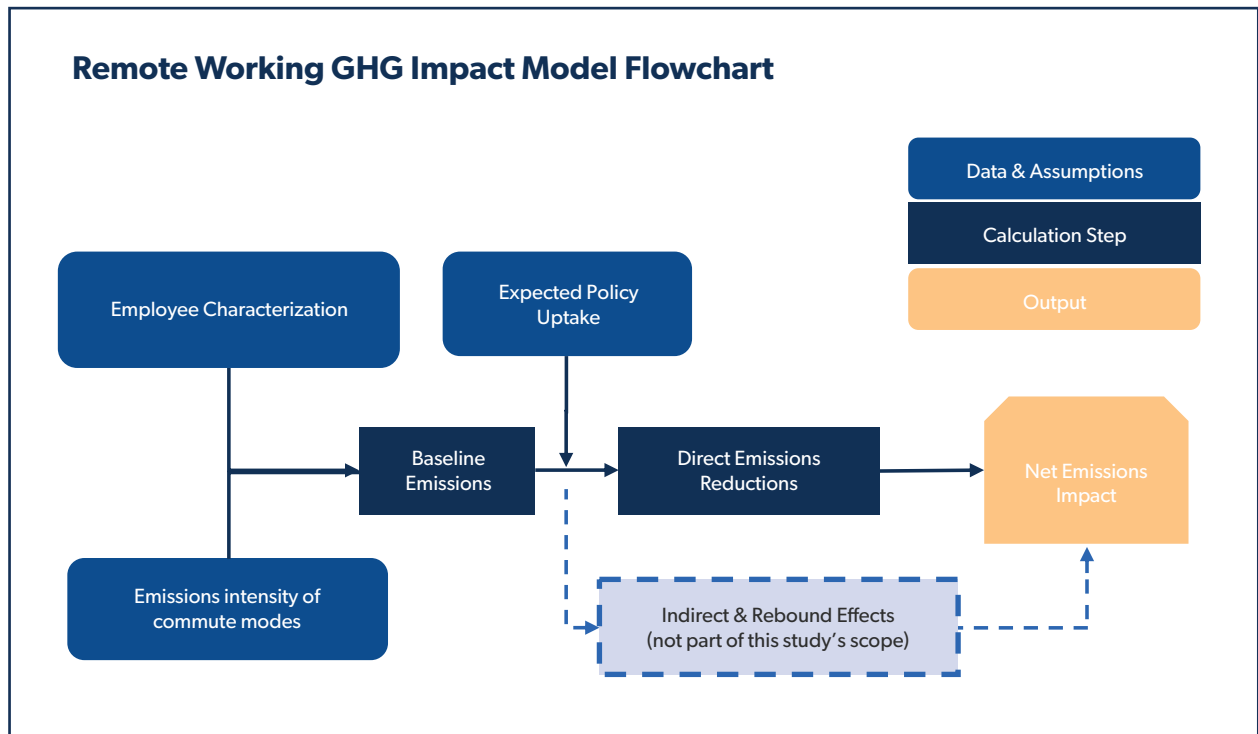 Remote Working GHG Impact Model Flowchart
Data & Assumptions
Calculation Step
Output
Employee Characterization
Expected Policy
Uptake
Baseline
Emissions
Direct Emissions
Reductions
Net Emissions
Impact
Emissions intensity of
commute modes
Indirect & Rebound Effects
(not part of this study's scope)